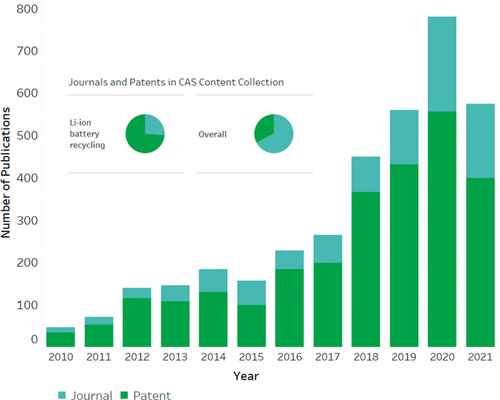 800
700
600
500
400
300
200
100
0
Number of Publications
Journals and Patents in CAS Content Collection
Li-ion
battery
recycling
Overall
2010 2011 2012 2013 2014 2015 2016 2017 2018 2019 2020 2021
Year
Journal Patent